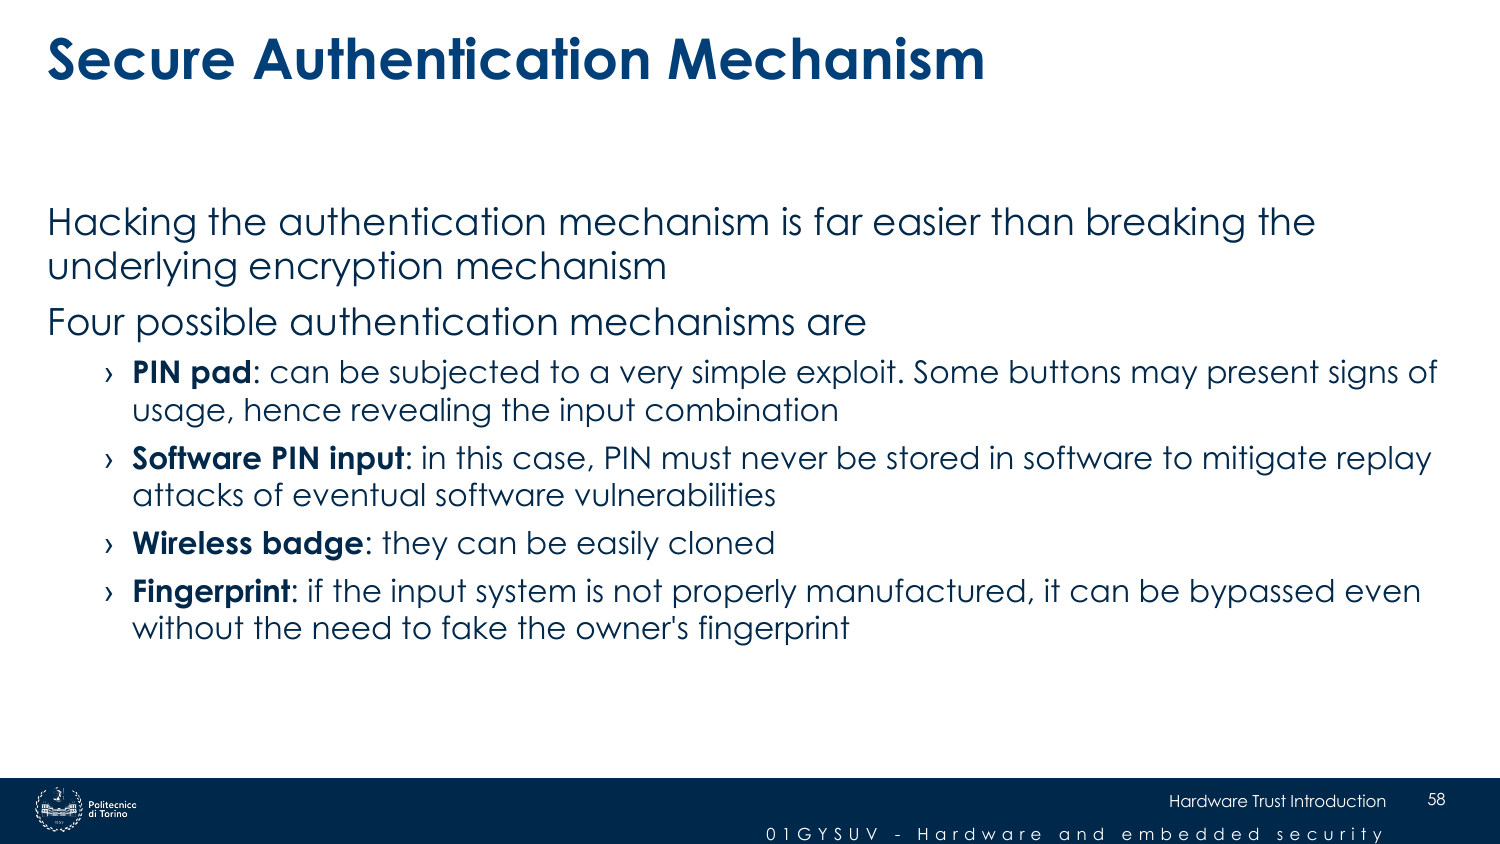 Secure Authentication Mechanism
Hacking the authentication mechanism is far easier than breaking the
underlying encryption mechanism
Four possible authentication mechanisms are
› PIN pad: can be subjected to a very simple exploit. Some buttons may present signs of
usage, hence revealing the input combination
› Software PIN input: in this case, PIN must never be stored in software to mitigate replay
attacks of eventual software vulnerabilities
› Wireless badge: they can be easily cloned
› Fingerprint: if the input system is not properly manufactured, it can be bypassed even
without the need to fake the owner's fingerprint
Politecnico
di Torino
Hardware Trust Introduction
58
01GYSUV - Hardware and embedded security